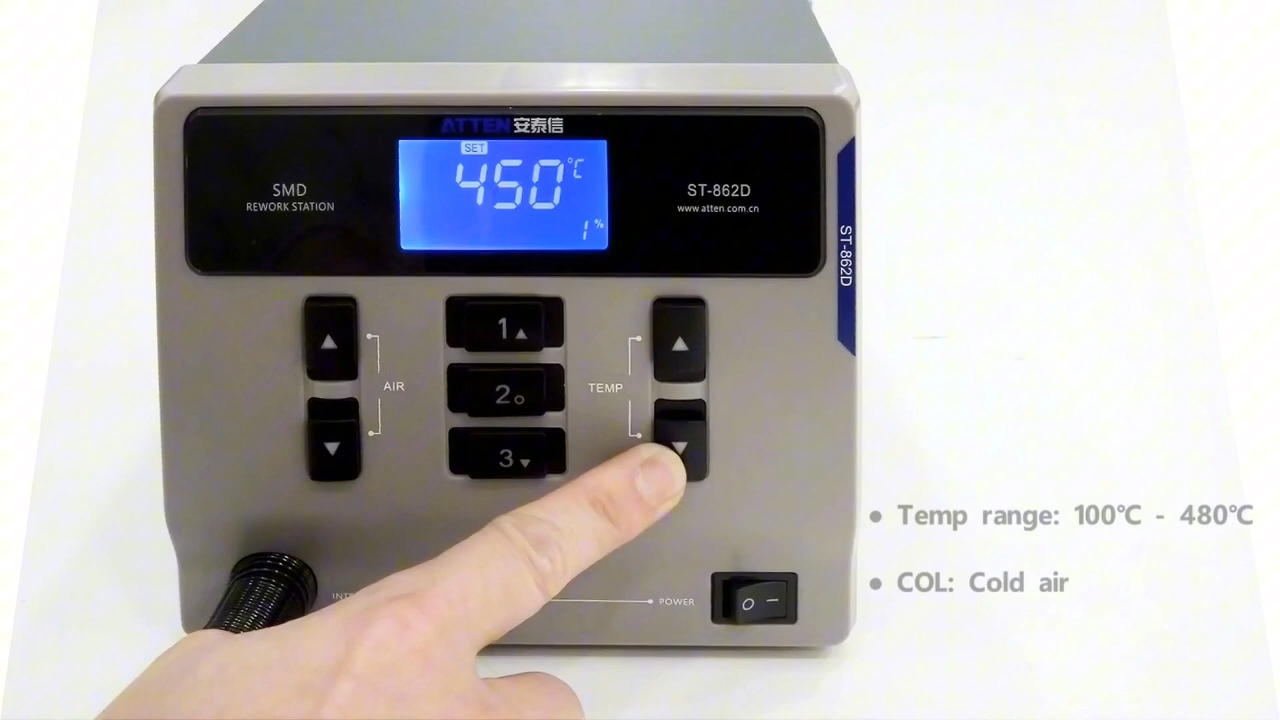 ATTEN 安泰信
SET
450°C
1%
SMD
REWORK STATION
ST-862D
www.atten.com.cn
ST-862D
▲
▼
AIR
1▲
2○
3▼
TEMP
▲
▼
POWER
O —
• Temp range: 100℃ - 480℃
• COL: Cold air